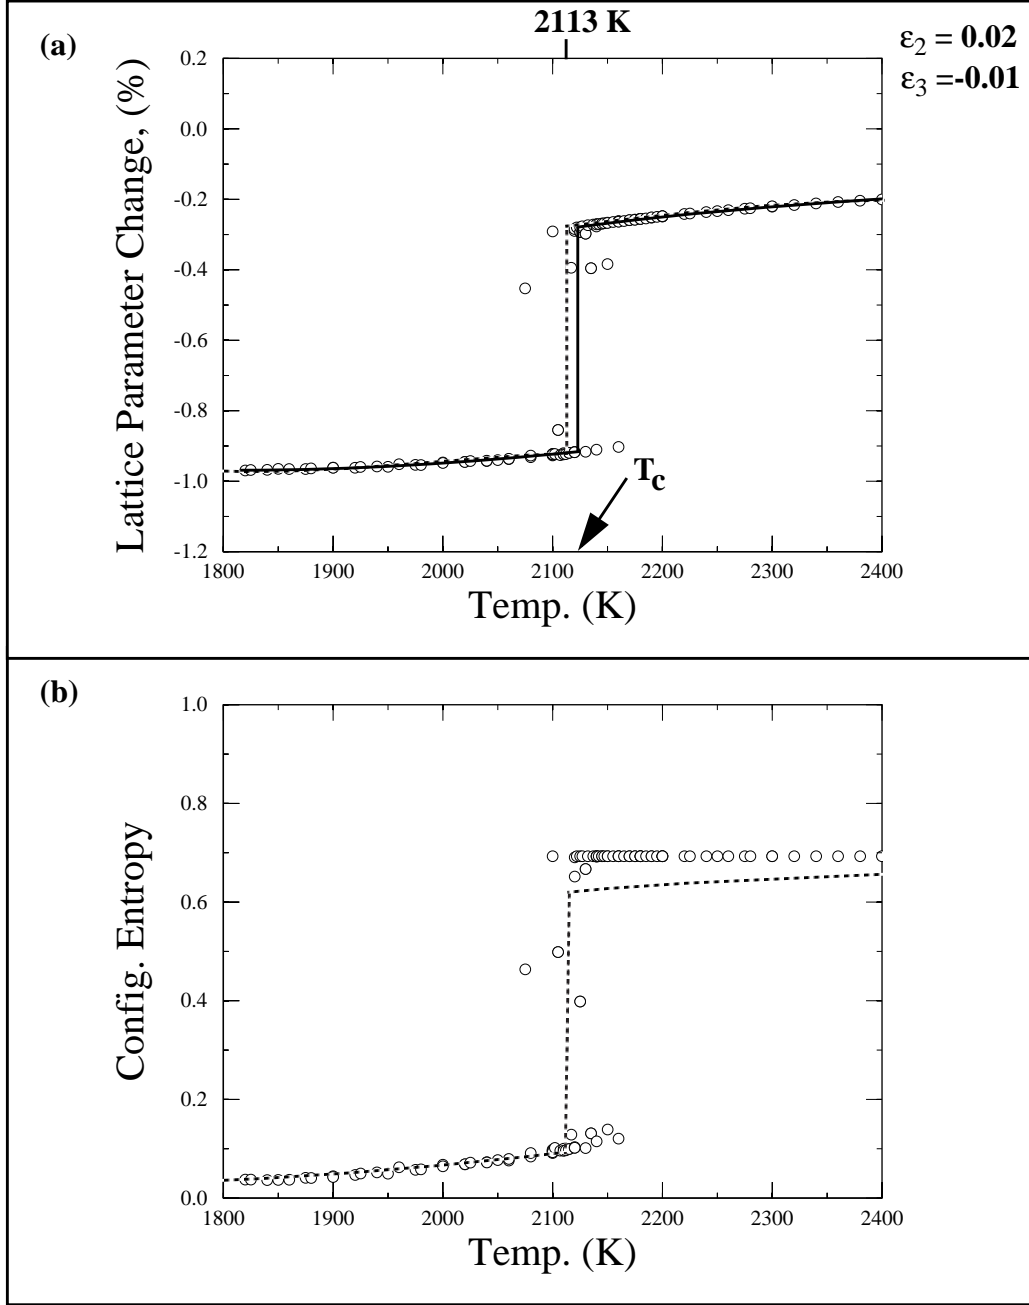 2113 K
(a)
ε2 = 0.02
ε3 =-0.01
Lattice Parameter Change, (%)
0.2
0.0
-0.2
-0.4
-0.6
-0.8
-1.0
-1.2
Tc
1800 1900 2000 2100 2200 2300 2400
Temp. (K)
(b)
Config. Entropy
1.0
0.8
0.6
0.4
0.2
0.0
1800 1900 2000 2100 2200 2300 2400
Temp. (K)